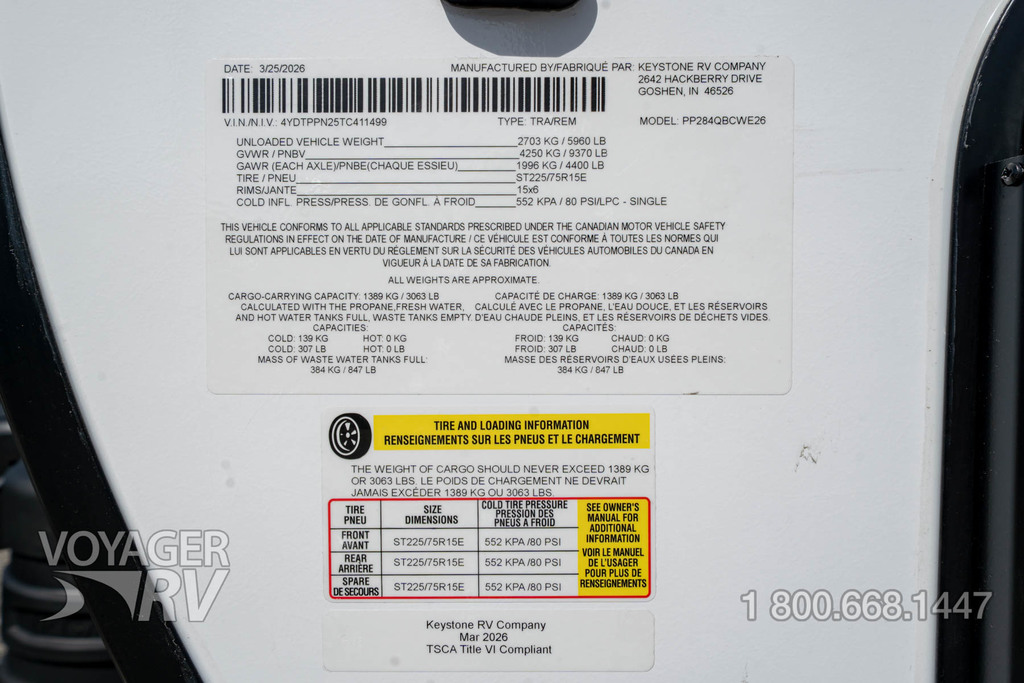 DATE: 3/25/2026 MANUFACTURED BY/FABRIQUÉ PAR: KEYSTONE RV COMPANY
2642 HACKBERRY DRIVE
GOSHEN, IN 46526
V.I.N./N.I.V.: 4YDTPPN25TC411499 TYPE: TRA/REM MODEL: PP284QBCWE26
UNLOADED VEHICLE WEIGHT 2703 KG / 5960 LB
GVWR / PNBV 4250 KG / 9370 LB
GAWR (EACH AXLE)/PNBE(CHAQUE ESSIEU) 1996 KG / 4400 LB
TIRE / PNEU ST225/75R15E
RIMS/JANTE 15x6
COLD INFL. PRESS/PRESS. DE GONFL. À FROID 552 KPA / 80 PSI/LPC - SINGLE
THIS VEHICLE CONFORMS TO ALL APPLICABLE STANDARDS PRESCRIBED UNDER THE CANADIAN MOTOR VEHICLE SAFETY
REGULATIONS IN EFFECT ON THE DATE OF MANUFACTURE / CE VÉHICULE EST CONFORME À TOUTES LES NORMES QUI
LUI SONT APPLICABLES EN VERTU DU RÈGLEMENT SUR LA SÉCURITÉ DES VÉHICULES AUTOMOBILES DU CANADA EN
VIGUEUR À LA DATE DE SA FABRICATION.
ALL WEIGHTS ARE APPROXIMATE.
CARGO-CARRYING CAPACITY: 1389 KG / 3063 LB
CALCULATED WITH THE PROPANE, FRESH WATER,
AND HOT WATER TANKS FULL, WASTE TANKS EMPTY.
CAPACITIES:
COLD: 139 KG HOT: 0 KG
COLD: 307 LB HOT: 0 LB
MASS OF WASTE WATER TANKS FULL:
384 KG / 847 LB
CAPACITÉ DE CHARGE: 1389 KG / 3063 LB
CALCULÉ AVEC LE PROPANE, L'EAU DOUCE, ET LES RÉSERVOIRS
D'EAU CHAUDE PLEINS, ET LES RÉSERVOIRS DE DÉCHETS VIDES.
CAPACITÉS:
FROID: 139 KG CHAUD: 0 KG
FROID: 307 LB CHAUD: 0 LB
MASSE DES RÉSERVOIRS D'EAUX USÉES PLEINS:
384 KG / 847 LB
TIRE AND LOADING INFORMATION
RENSEIGNEMENTS SUR LES PNEUS ET LE CHARGEMENT
THE WEIGHT OF CARGO SHOULD NEVER EXCEED 1389 KG
OR 3063 LBS. LE POIDS DE CHARGEMENT NE DEVRAIT
JAMAIS EXCÉDER 1389 KG OU 3063 LBS.
TIRE
PNEU
SIZE
DIMENSIONS
COLD TIRE PRESSURE
PRESSION DES
PNEUS A FROID
FRONT
AVANT
ST225/75R15E 552 KPA /80 PSI
REAR
ARRIÈRE
ST225/75R15E 552 KPA /80 PSI
SPARE
DE SECOURS
ST225/75R15E 552 KPA /80 PSI
SEE OWNER'S
MANUAL FOR
ADDITIONAL
INFORMATION
VOIR LE MANUEL
DE L'USAGER
POUR PLUS DE
RENSEIGNEMENTS
Keystone RV Company
Mar 2026
TSCA Title VI Compliant
VOYAGER
RV
1 800.668.1447